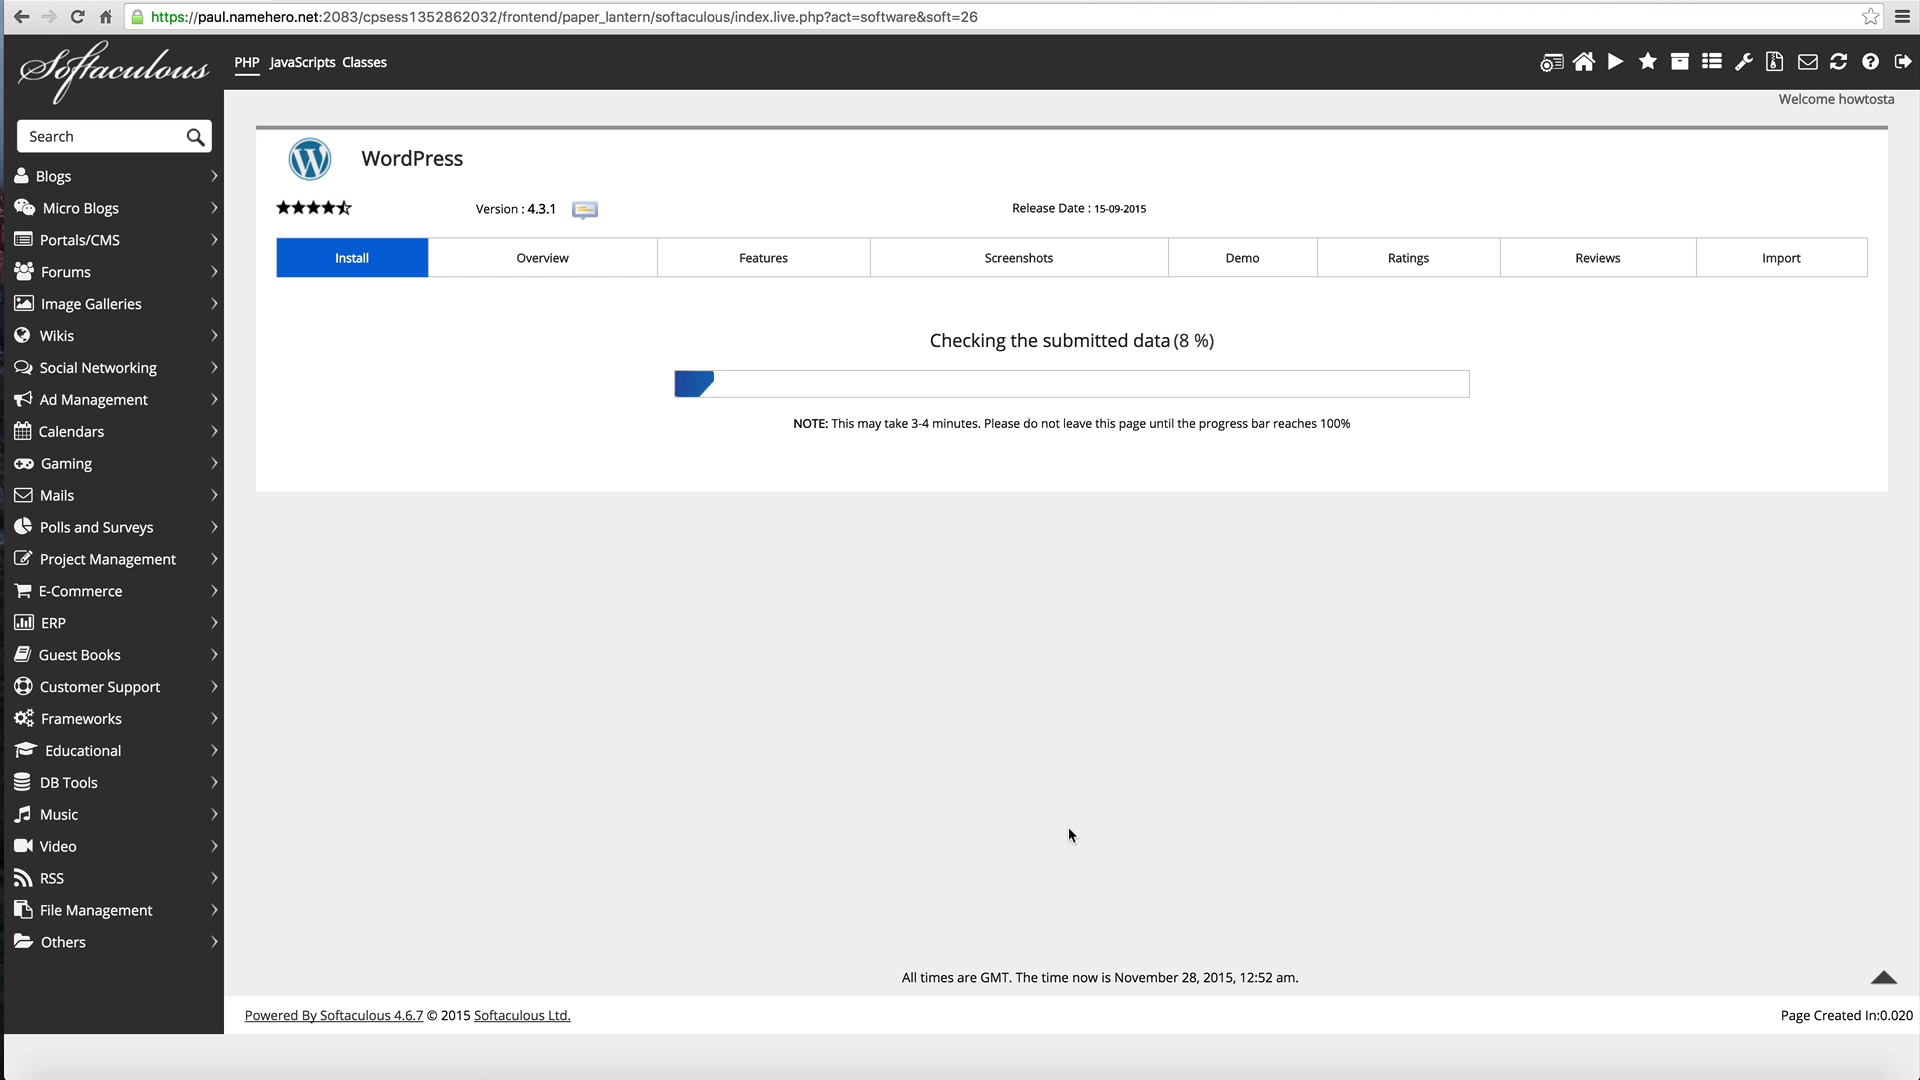 https://paul.namehero.net:2083/cpsess1352862032/frontend/paper_lantern/softaculous/index.live.php?act=software&soft=26
Softaculous
PHP JavaScripts Classes
Welcome howtosta
Search
Blogs
Micro Blogs
Portals/CMS
Forums
Image Galleries
Wikis
Social Networking
Ad Management
Calendars
Gaming
Mails
Polls and Surveys
Project Management
E-Commerce
ERP
Guest Books
Customer Support
Frameworks
Educational
DB Tools
Music
Video
RSS
File Management
Others
WordPress
Version : 4.3.1
Release Date : 15-09-2015
Install Overview Features Screenshots Demo Ratings Reviews Import
Checking the submitted data (8 %)
NOTE: This may take 3-4 minutes. Please do not leave this page until the progress bar reaches 100%
All times are GMT. The time now is November 28, 2015, 12:52 am.
Powered By Softaculous 4.6.7 © 2015 Softaculous Ltd.
Page Created In:0.020